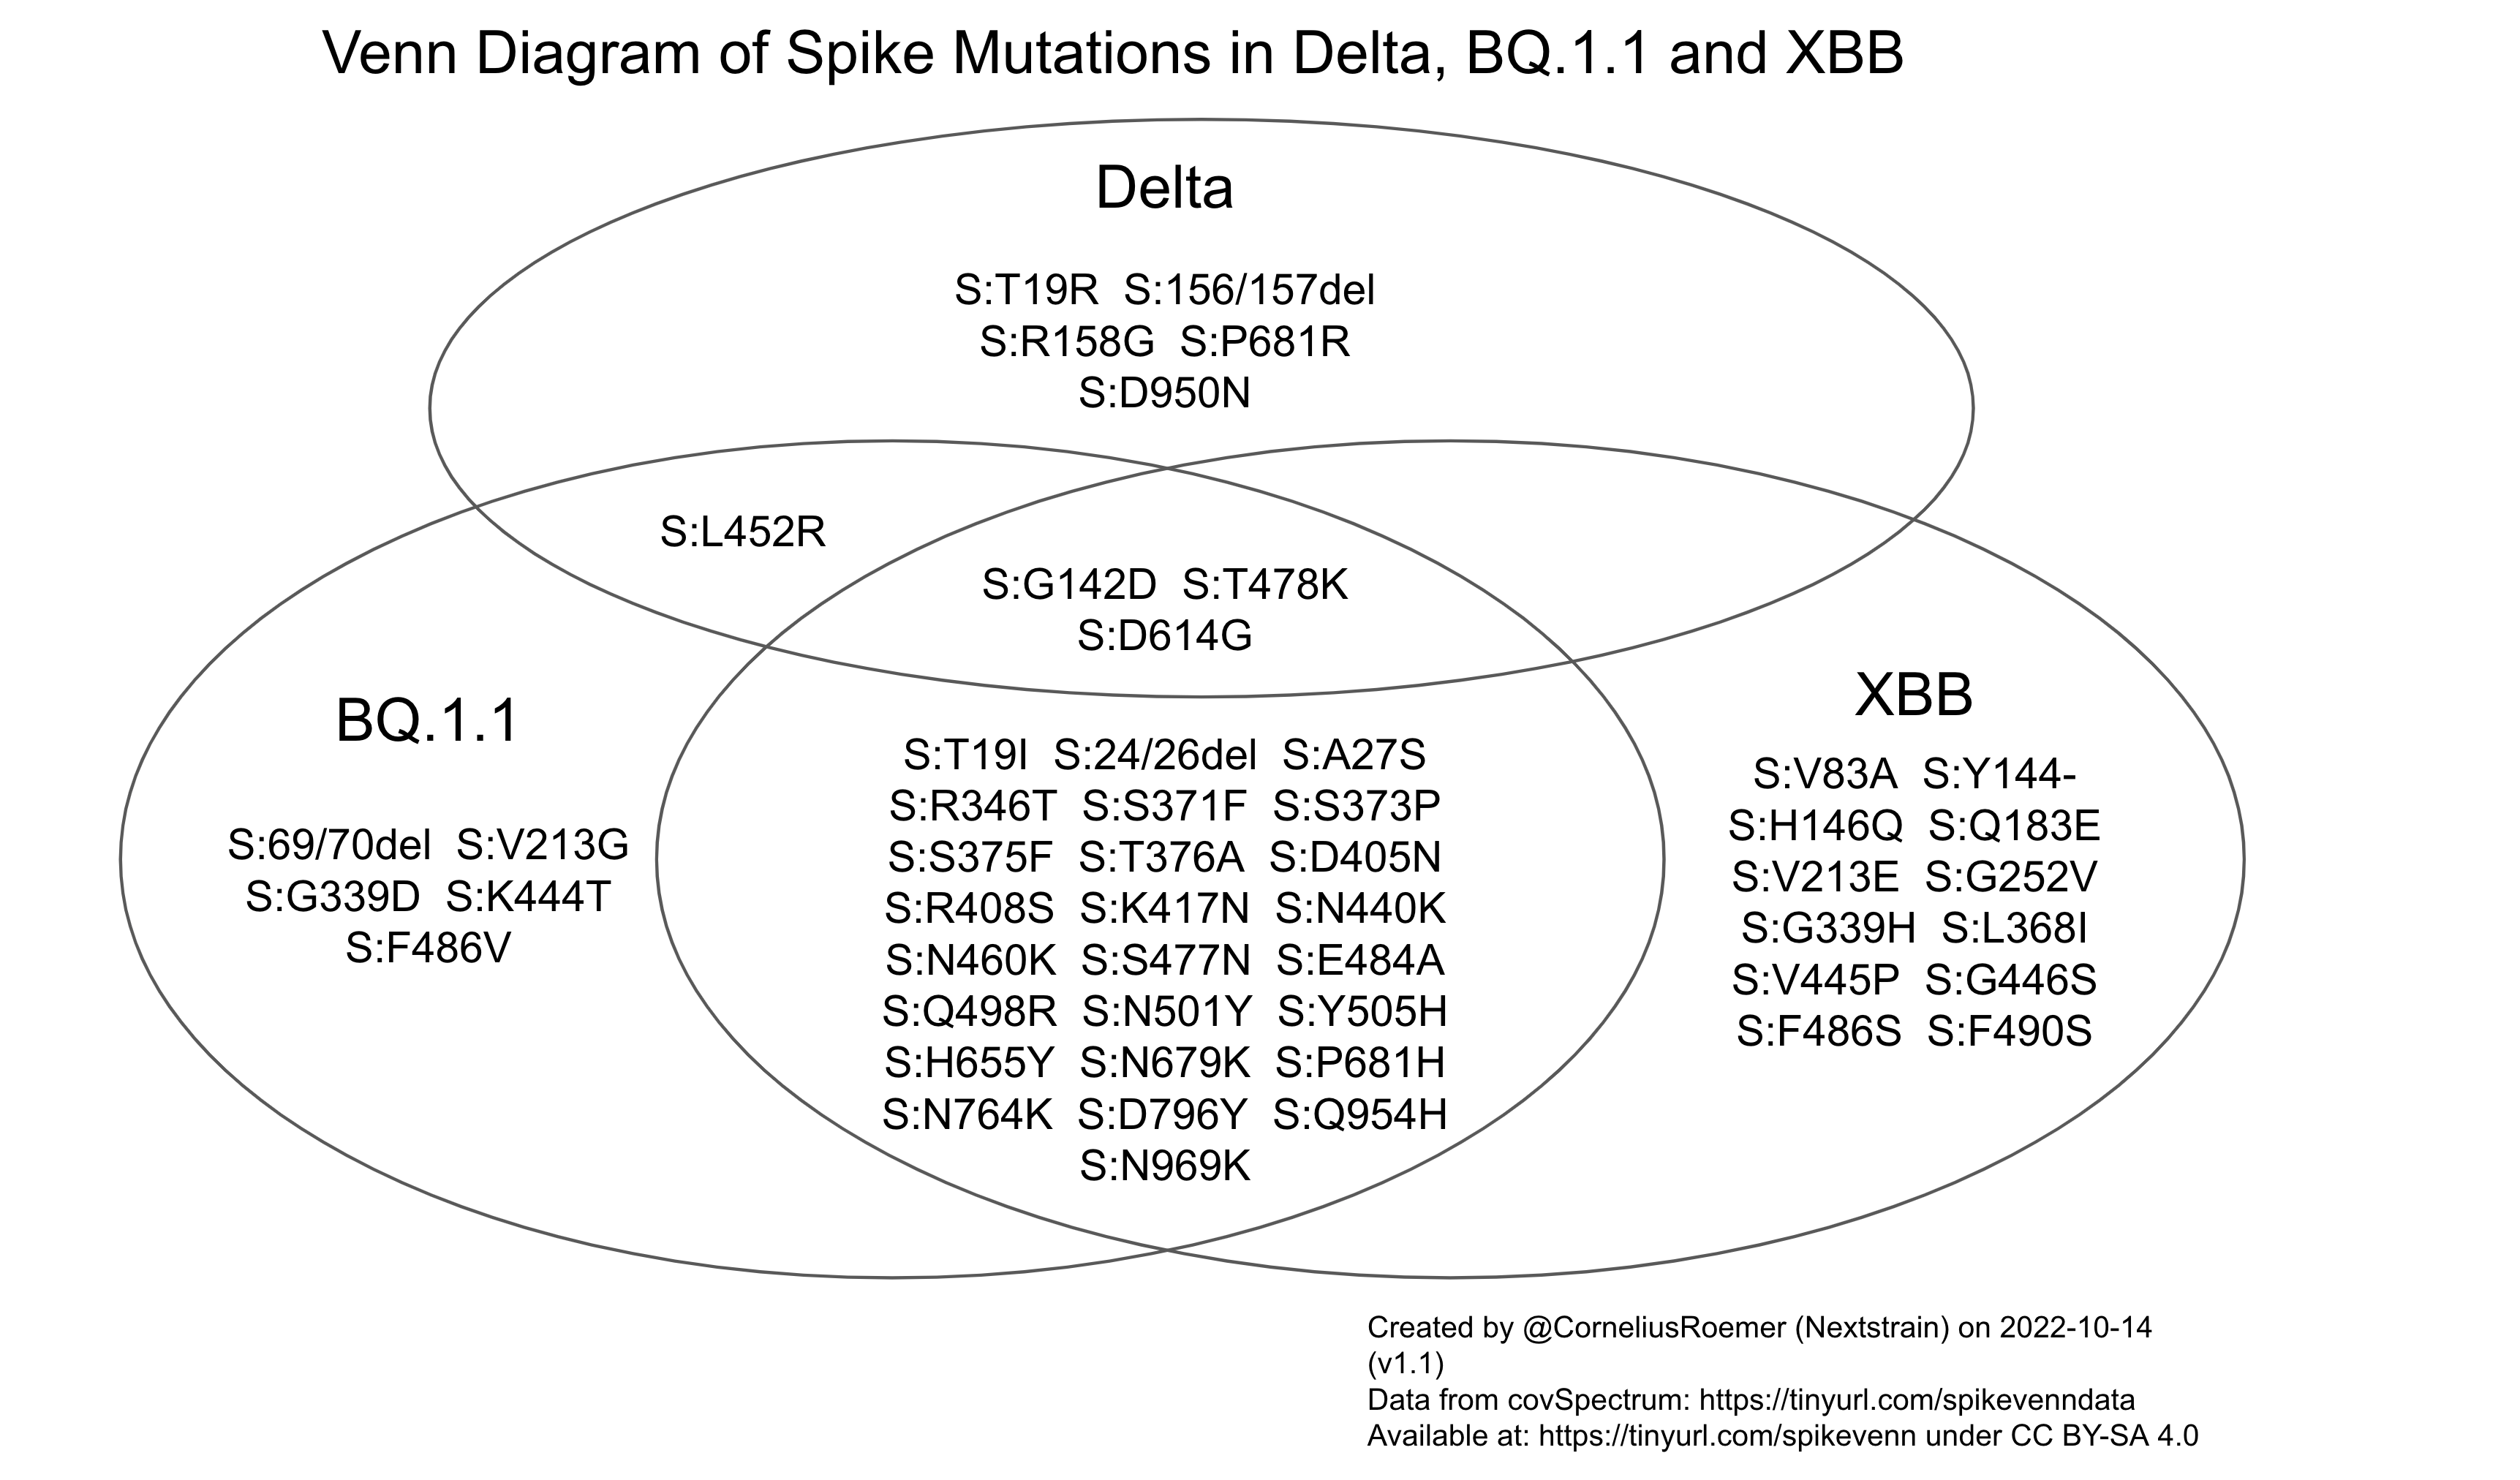 Venn Diagram of Spike Mutations in Delta, BQ.1.1 and XBB
Delta
S:T19R S:156/157del
S:R158G S:P681R
S:D950N
S:L452R
S:G142D S:T478K
S:D614G
BQ.1.1
S:69/70del S:V213G
S:G339D S:K444T
S:F486V
S:T19I S:24/26del S:A27S
S:R346T S:S371F S:S373P
S:S375F S:T376A S:D405N
S:R408S S:K417N S:N440K
S:N460K S:S477N S:E484A
S:Q498R S:N501Y S:Y505H
S:H655Y S:N679K S:P681H
S:N764K S:D796Y S:Q954H
S:N969K
XBB
S:V83A S:Y144-
S:H146Q S:Q183E
S:V213E S:G252V
S:G339H S:L368I
S:V445P S:G446S
S:F486S S:F490S
Created by @CorneliusRoemer (Nextstrain) on 2022-10-14
(v1.1)
Data from covSpectrum: https://tinyurl.com/spikevenndata
Available at: https://tinyurl.com/spikevenn under CC BY-SA 4.0